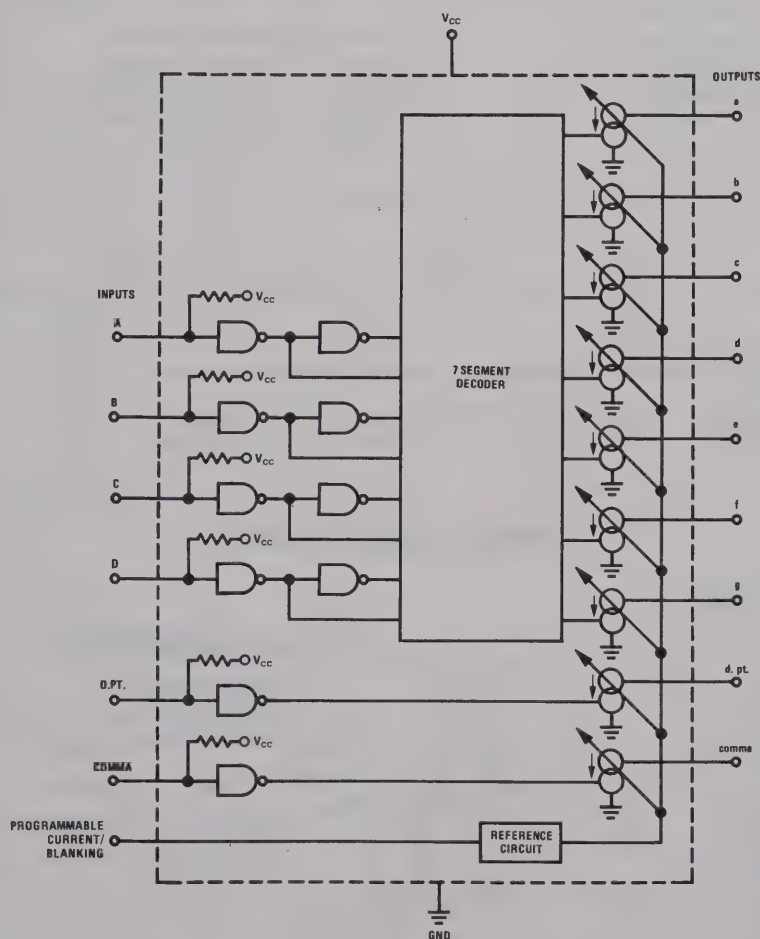 VCC
OUTPUTS
a
b
c
INPUTS
VCC
A
d
7 SEGMENT
DECODER
VCC
B
e
VCC
C
f
VCC
D
g
VCC
D.PT.
d. pt.
VCC
COMMA
comma
PROGRAMMABLE
CURRENT/
BLANKING
REFERENCE
CIRCUIT
GND